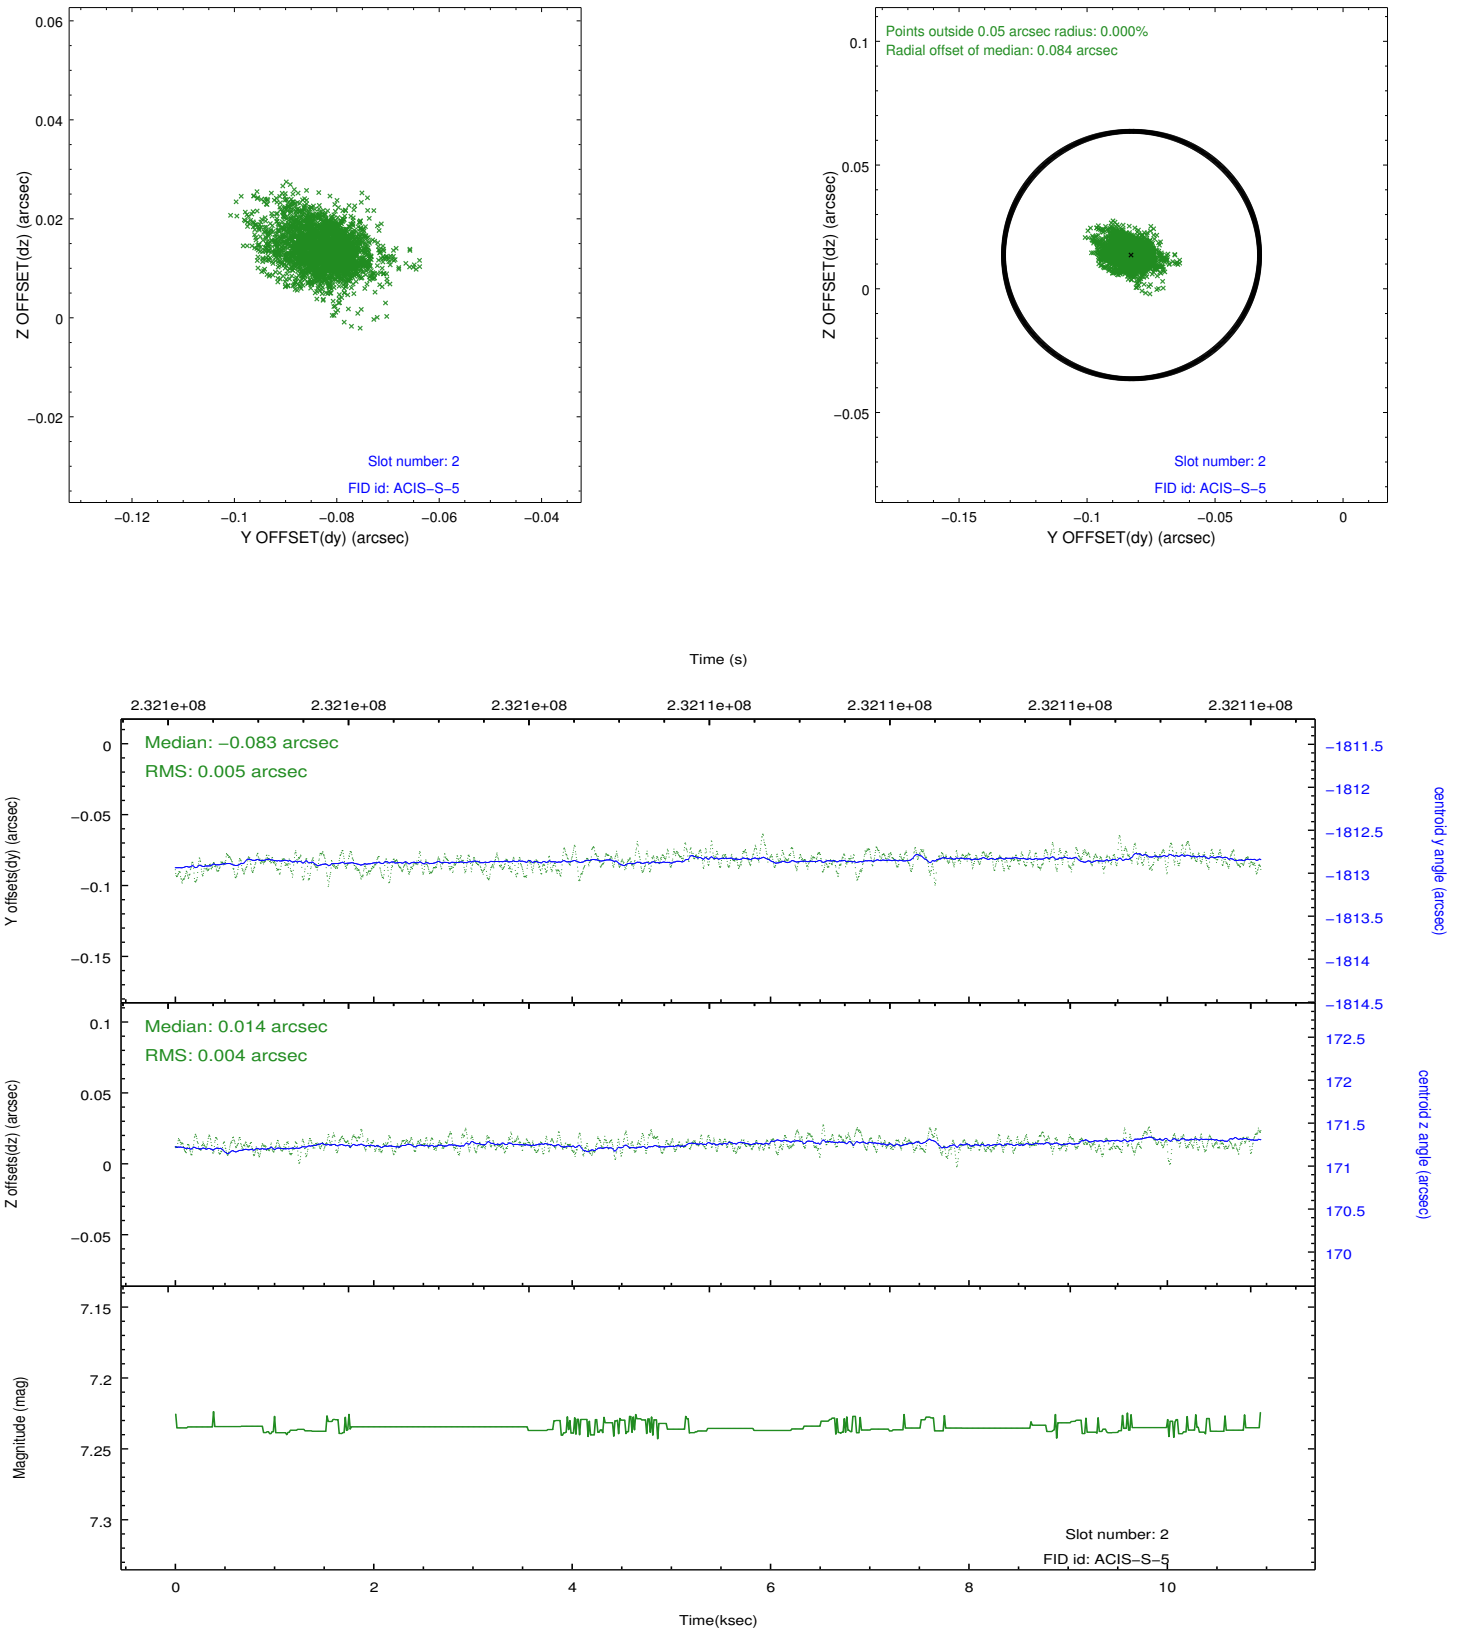 0.06
0.04
0.02
0
−0.02
Z OFFSET(dz) (arcsec)
Slot number: 2
FID id: ACIS−S−5
−0.12
−0.1
−0.08
−0.06
−0.04
Y OFFSET(dy) (arcsec)
Points outside 0.05 arcsec radius: 0.000%
Radial offset of median: 0.084 arcsec
0.1
0.05
0
−0.05
Z OFFSET(dz) (arcsec)
Slot number: 2
FID id: ACIS−S−5
−0.15
−0.1
−0.05
0
Y OFFSET(dy) (arcsec)
Time (s)
2.321e+08
2.321e+08
2.321e+08
2.3211e+08
2.3211e+08
2.3211e+08
2.3211e+08
Median: −0.083 arcsec
RMS: 0.005 arcsec
0
−0.05
−0.1
−0.15
Y offsets(dy) (arcsec)
−1811.5
−1812
−1812.5
−1813
−1813.5
−1814
−1814.5
centroid y angle (arcsec)
Median: 0.014 arcsec
RMS: 0.004 arcsec
0.1
0.05
0
−0.05
Z offsets(dz) (arcsec)
172.5
172
171.5
171
170.5
170
centroid z angle (arcsec)
7.15
7.2
7.25
7.3
Magnitude (mag)
Slot number: 2
FID id: ACIS−S−5
0
2
4
6
8
10
Time(ksec)